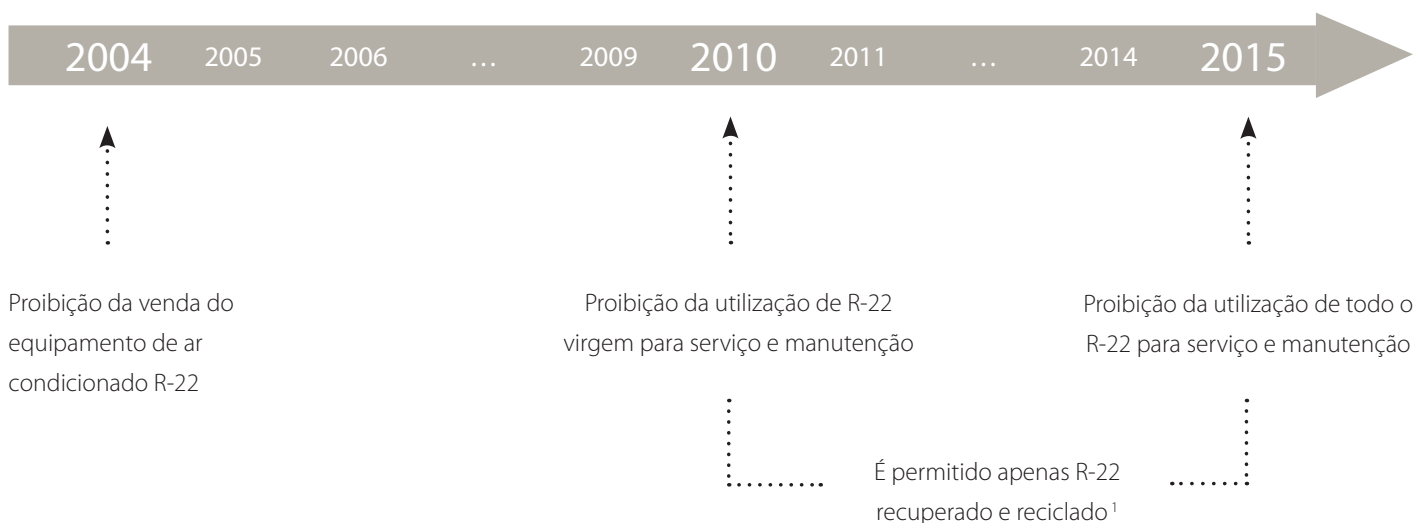 2004 2005 2006 ... 2009 2010 2011 ... 2014 2015
Proibição da venda do
equipamento de ar
condicionado R-22
Proibição da utilização de R-22
virgem para serviço e manutenção
Proibição da utilização de todo o
R-22 para serviço e manutenção
É permitido apenas R-22
recuperado e reciclado ¹